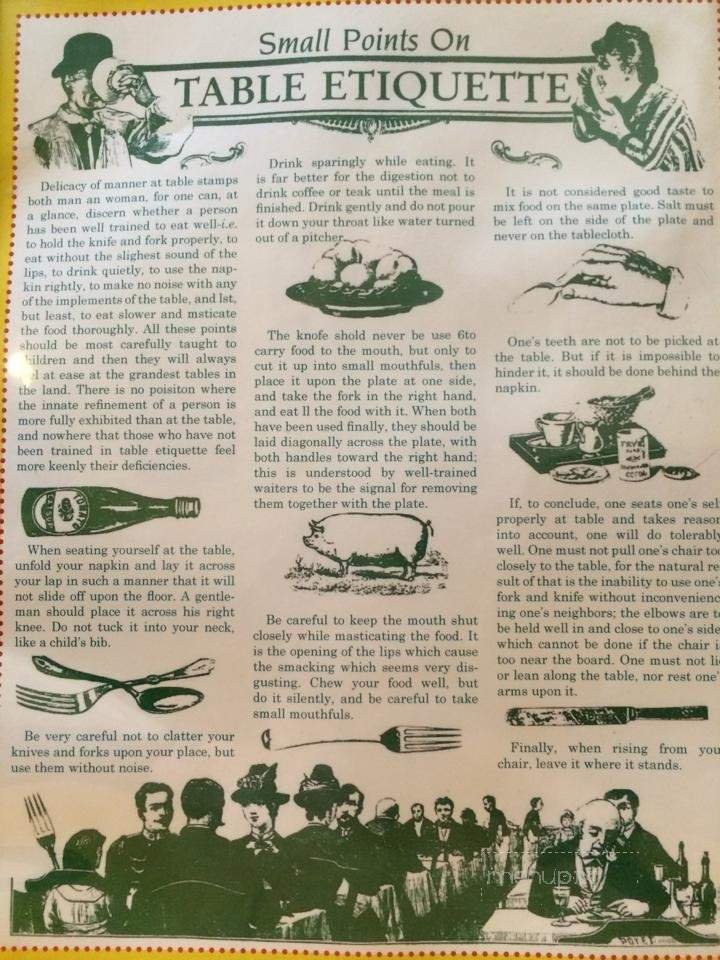 Small Points On
TABLE ETIQUETTE
Delicacy of manner at table stamps
both man an woman, for one can, at
a glance, discern whether a person
has been well trained to eat well-i.e.
to hold the knife and fork properly, to
eat without the slighest sound of the
lips, to drink quietly, to use the nap-
kin rightly, to make no noise with any
of the implements of the table, and lst,
but least, to eat slower and msticate
the food thoroughly. All these points
should be most carefully taught to
children and then they will always
el at ease at the grandest tables in
the land. There is no poisiton where
the innate refinement of a person is
more fully exhibited than at the table,
and nowhere that those who have not
been trained in table etiquette feel
more keenly their deficiencies.
When seating yourself at the table,
unfold your napkin and lay it across
your lap in such a manner that it will
not slide off upon the floor. A gentle-
man should place it across his right
knee. Do not tuck it into your neck,
like a child's bib.
Be very careful not to clatter your
knives and forks upon your place, but
use them without noise.
Drink sparingly while eating. It
is far better for the digestion not to
drink coffee or teak until the meal is
finished. Drink gently and do not pour
it down your throat like water turned
out of a pitcher.
The knofe shold never be use 6to
carry food to the mouth, but only to
cut it up into small mouthfuls, then
place it upon the plate at one side,
and take the fork in the right hand,
and eat ll the food with it. When both
have been used finally, they should be
laid diagonally across the plate, with
both handles toward the right hand;
this is understood by well-trained
waiters to be the signal for removing
them together with the plate.
Be careful to keep the mouth shut
closely while masticating the food. It
is the opening of the lips which cause
the smacking which seems very dis-
gusting. Chew your food well, but
do it silently, and be careful to take
small mouthfuls.
It is not considered good taste to
mix food on the same plate. Salt must
be left on the side of the plate and
never on the tablecloth.
One's teeth are not to be picked at
the table. But if it is impossible to
hinder it, it should be done behind the
napkin.
TRY
COCOA
If, to conclude, one seats one's sel
properly at table and takes reason
into account, one will do tolerably
well. One must not pull one's chair too
closely to the table, for the natural re-
sult of that is the inability to use one's
fork and knife without inconvenienc
ing one's neighbors; the elbows are to
be held well in and close to one's side
which cannot be done if the chair is
too near the board. One must not li
or lean along the table, nor rest one'
arms upon it.
Finally, when rising from you
chair, leave it where it stands.
menupix